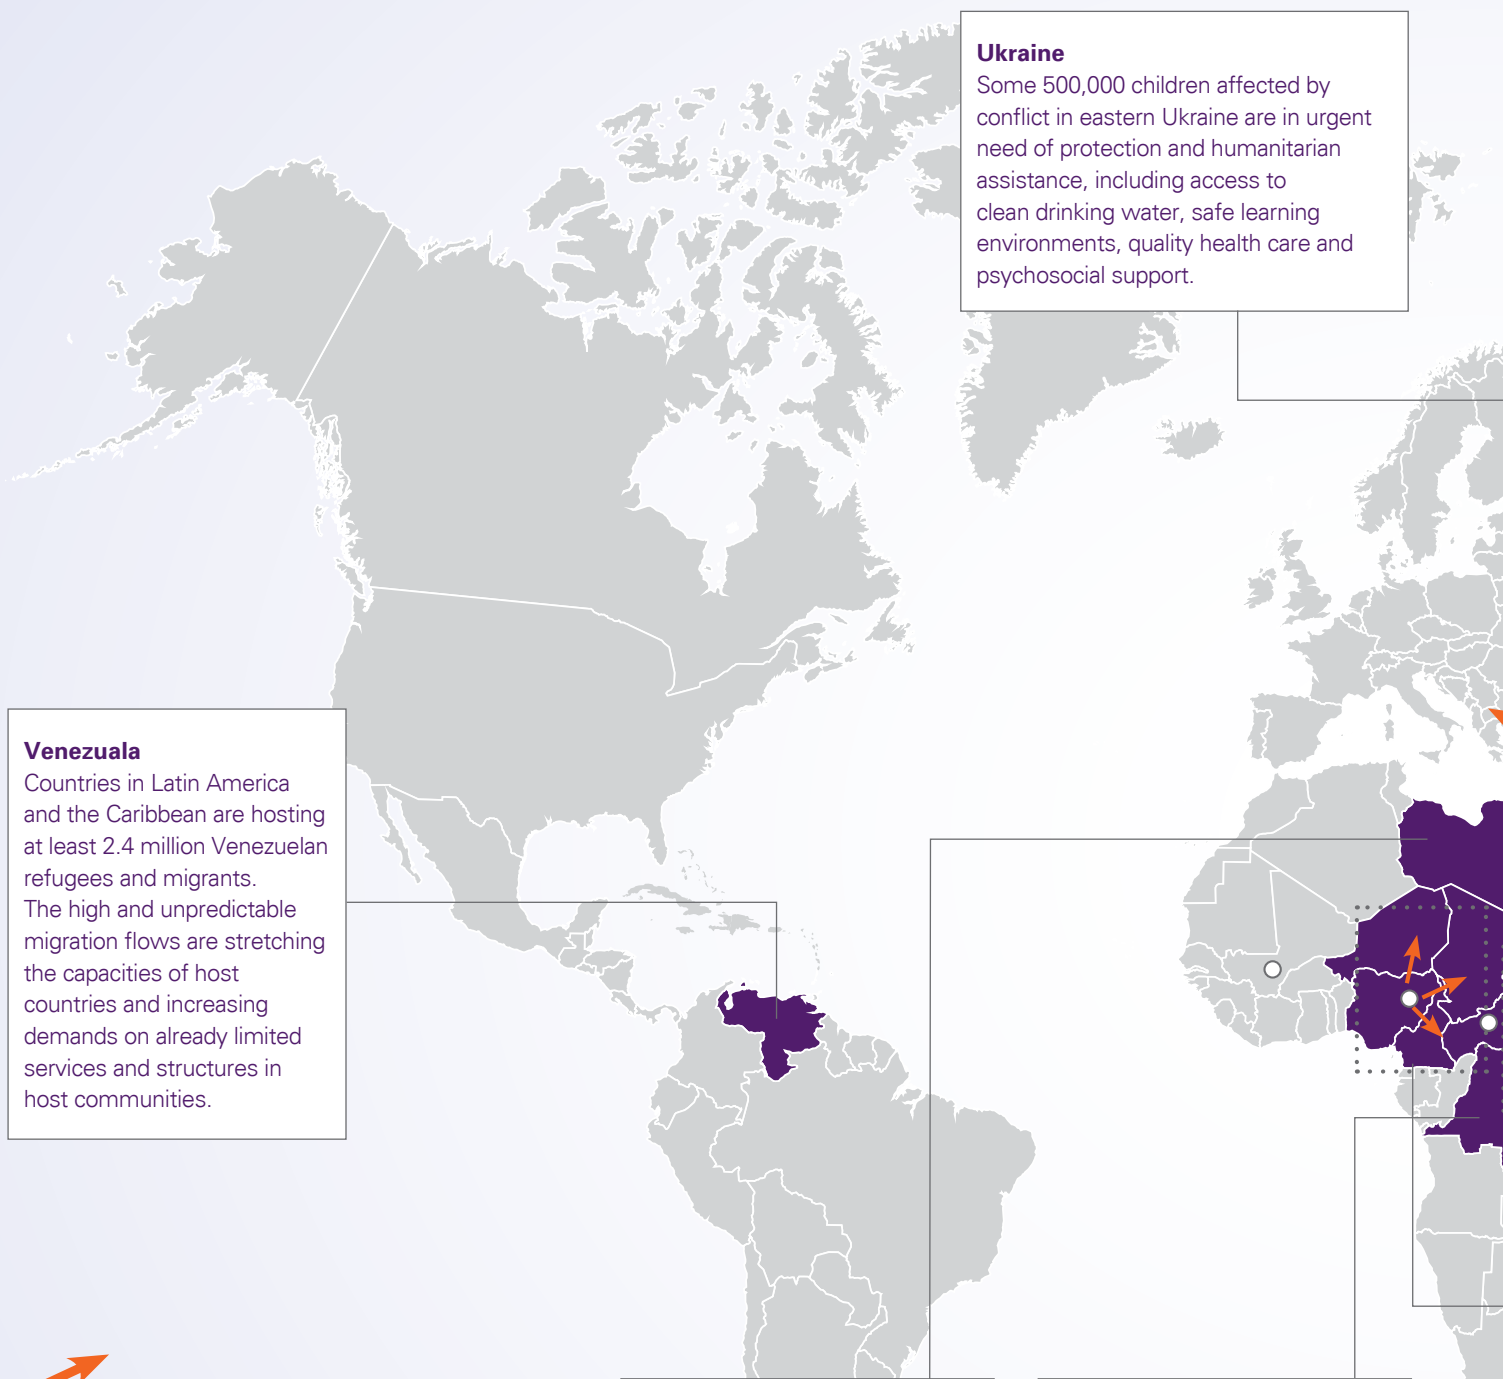 Ukraine
Some 500,000 children affected by
conflict in eastern Ukraine are in urgent
need of protection and humanitarian
assistance, including access to
clean drinking water, safe learning
environments, quality health care and
psychosocial support.
Venezuala
Countries in Latin America
and the Caribbean are hosting
at least 2.4 million Venezuelan
refugees and migrants.
The high and unpredictable
migration flows are stretching
the capacities of host
countries and increasing
demands on already limited
services and structures in
host communities.